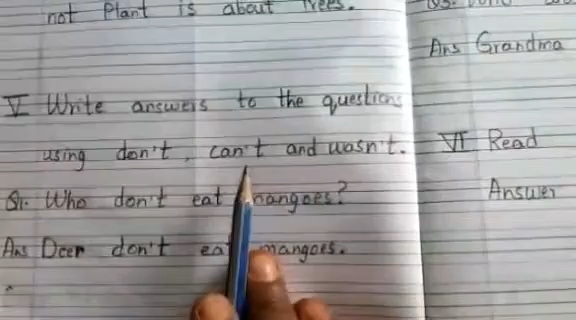 not Plant is about Trees.
V Write answers to the questions
using don't, can't and wasn't.
Q1. Who don't eat mangoes?
Ans Deer don't eat mangoes.
Ans Grandma
VI Read
Answer